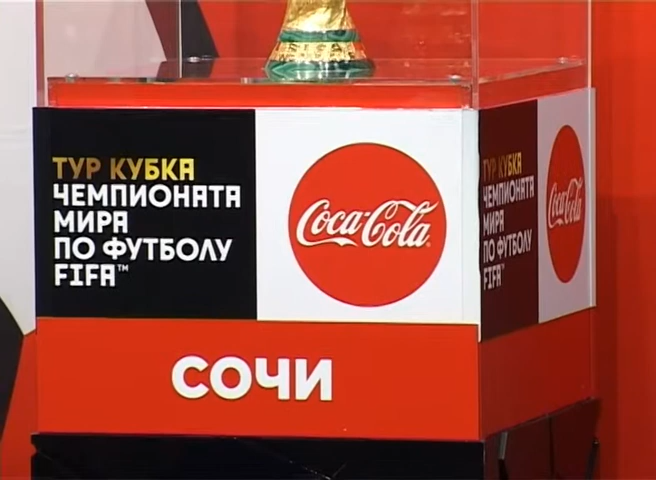 ТУР КУБКА
ЧЕМПИОНАТА
МИРА
ПО ФУТБОЛУ
FIFA™
Coca-Cola®
СОЧИ
ТУР КУБКА
ЧЕМПИОНАТА
МИРА
ПО ФУТБОЛУ
FIFA™
Coca-Cola